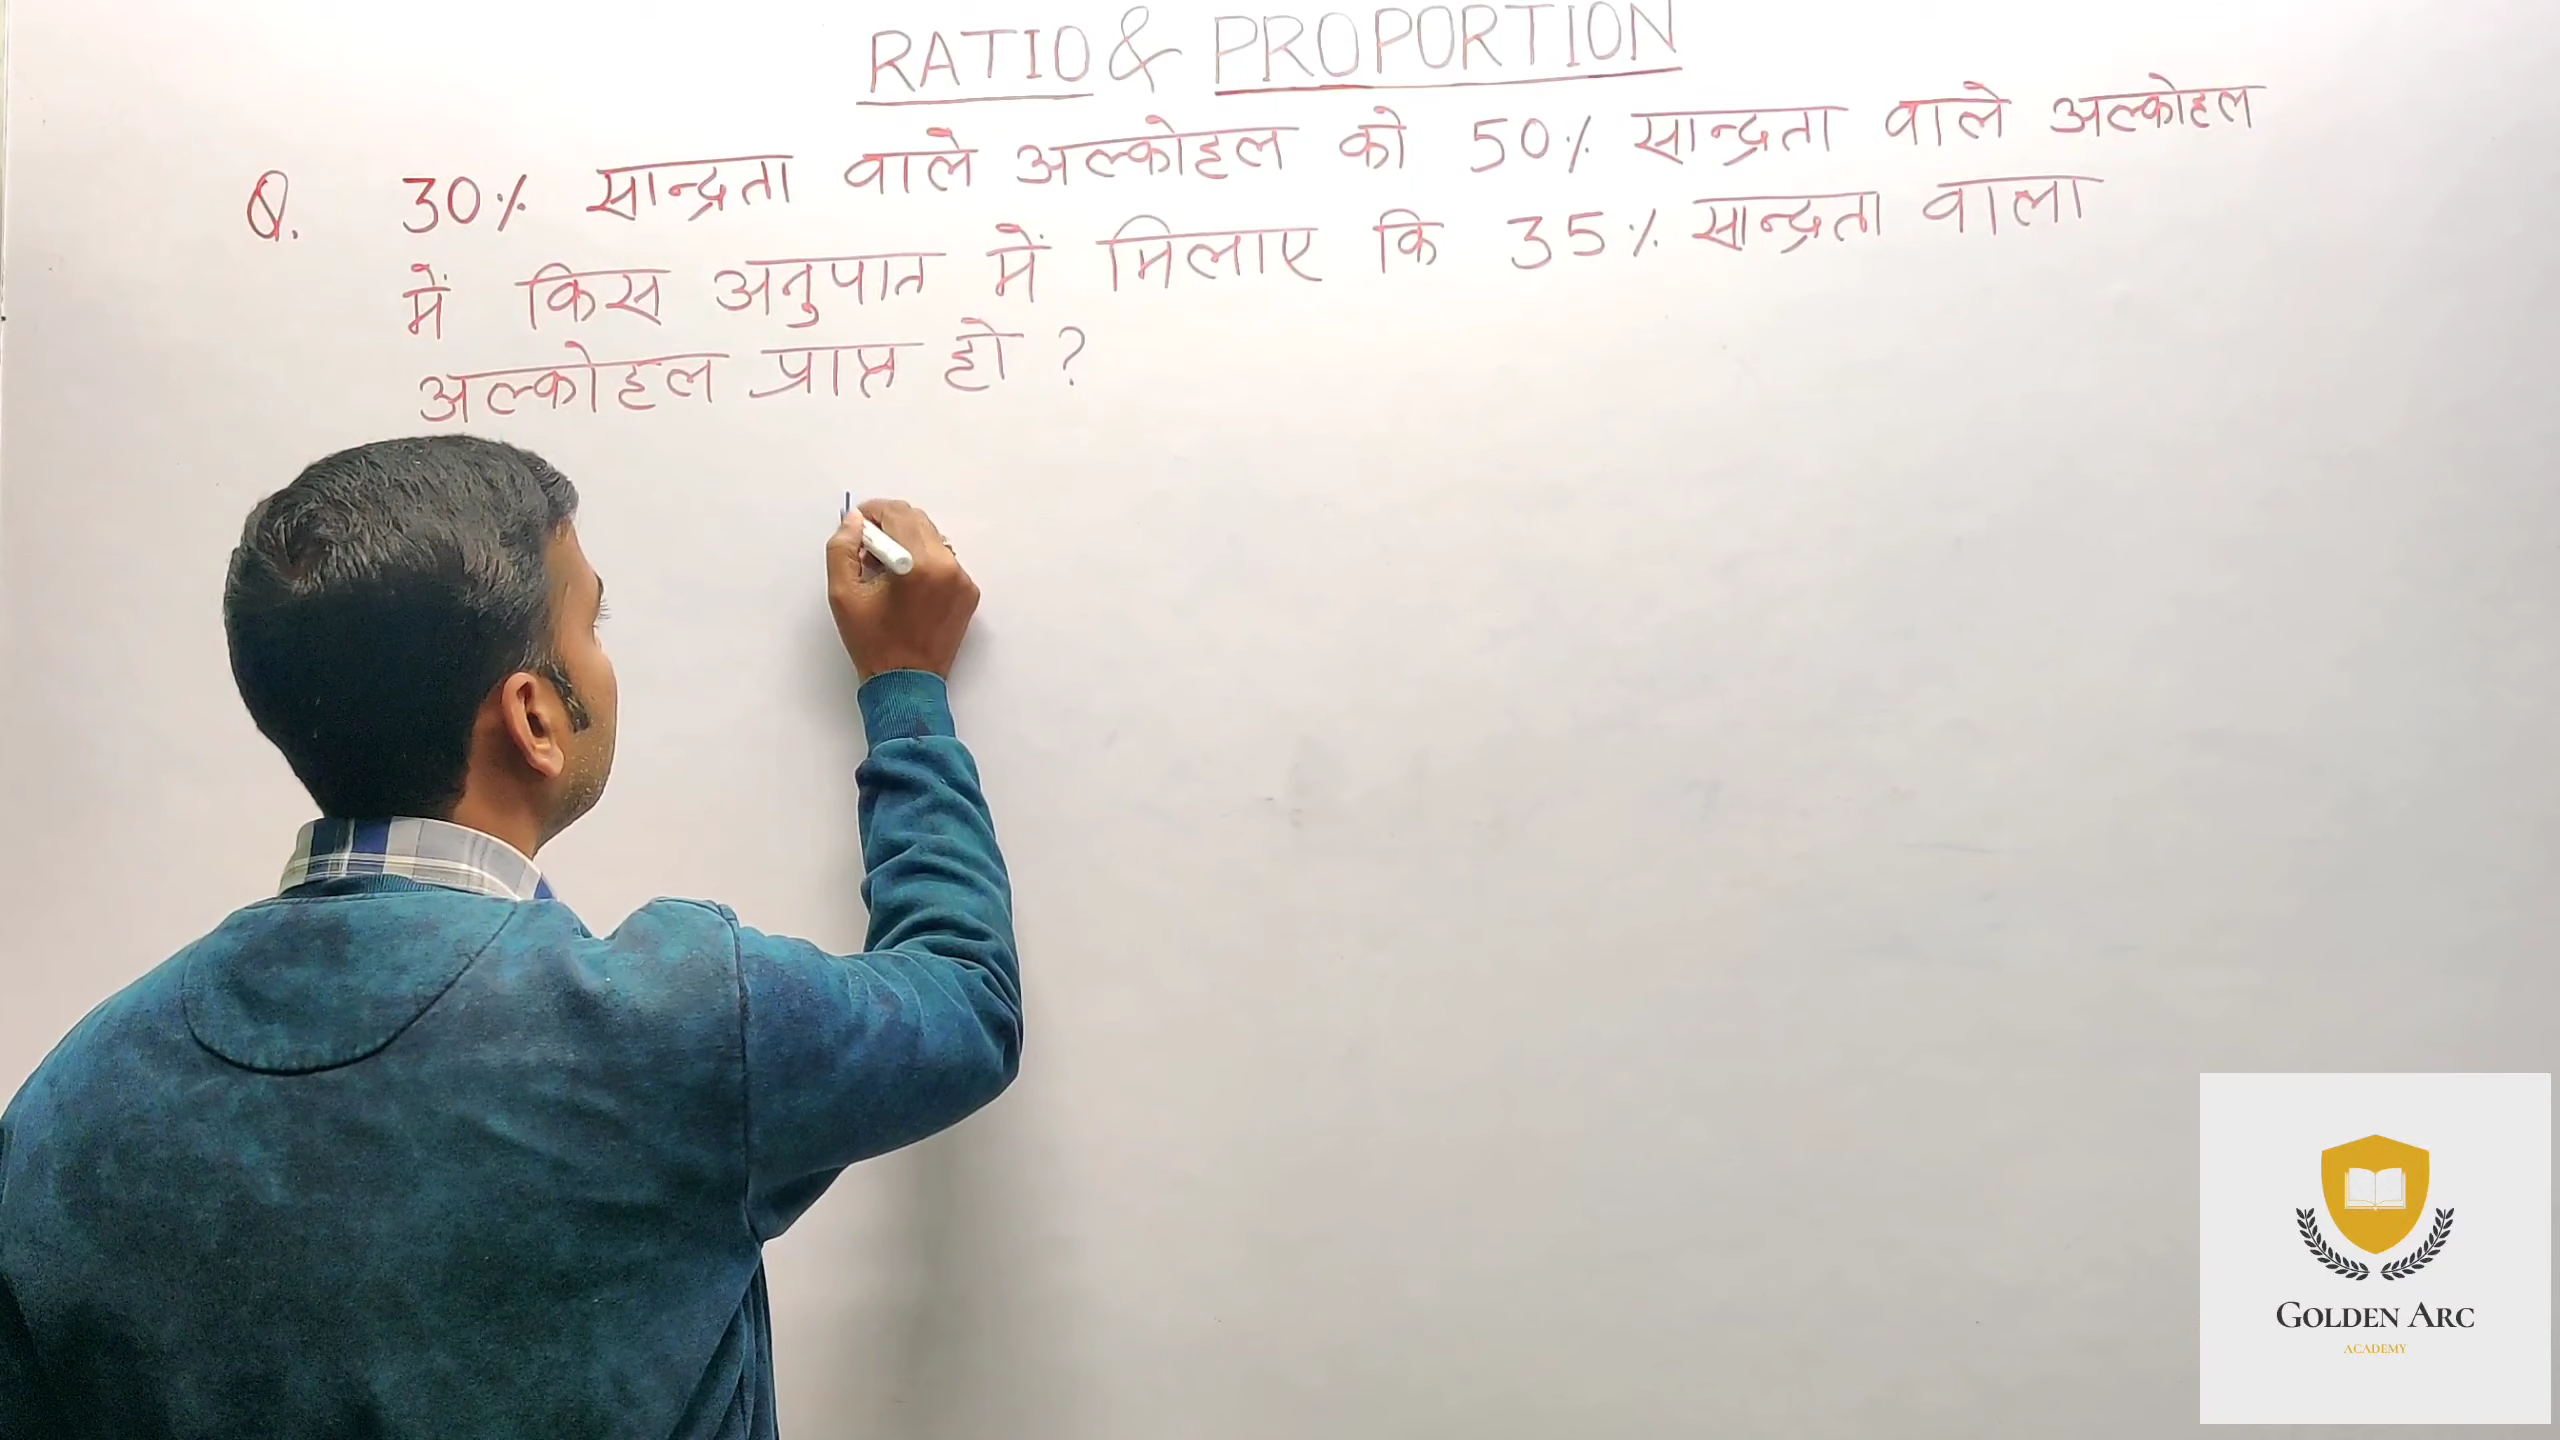 RATIO & PROPORTION
Q. 30% सान्द्रता वाले अल्कोहल को 50% सान्द्रता वाले अल्कोहल
में किस अनुपात में मिलाए कि 35% सान्द्रता वाला
अल्कोहल प्राप्त हो ?
GOLDEN ARC
ACADEMY